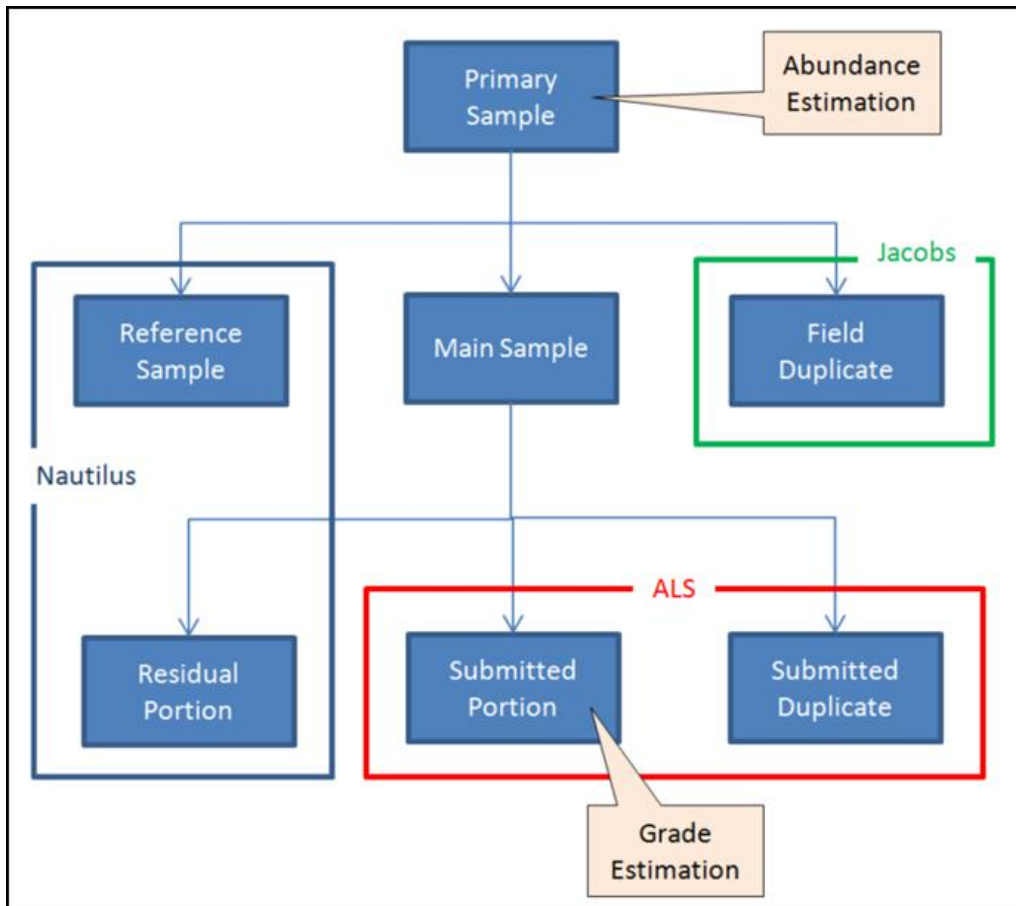 Primary
Sample
Abundance
Estimation
Jacobs
Reference
Sample
Main Sample
Field
Duplicate
Nautilus
ALS
Residual
Portion
Submitted
Portion
Submitted
Duplicate
Grade
Estimation